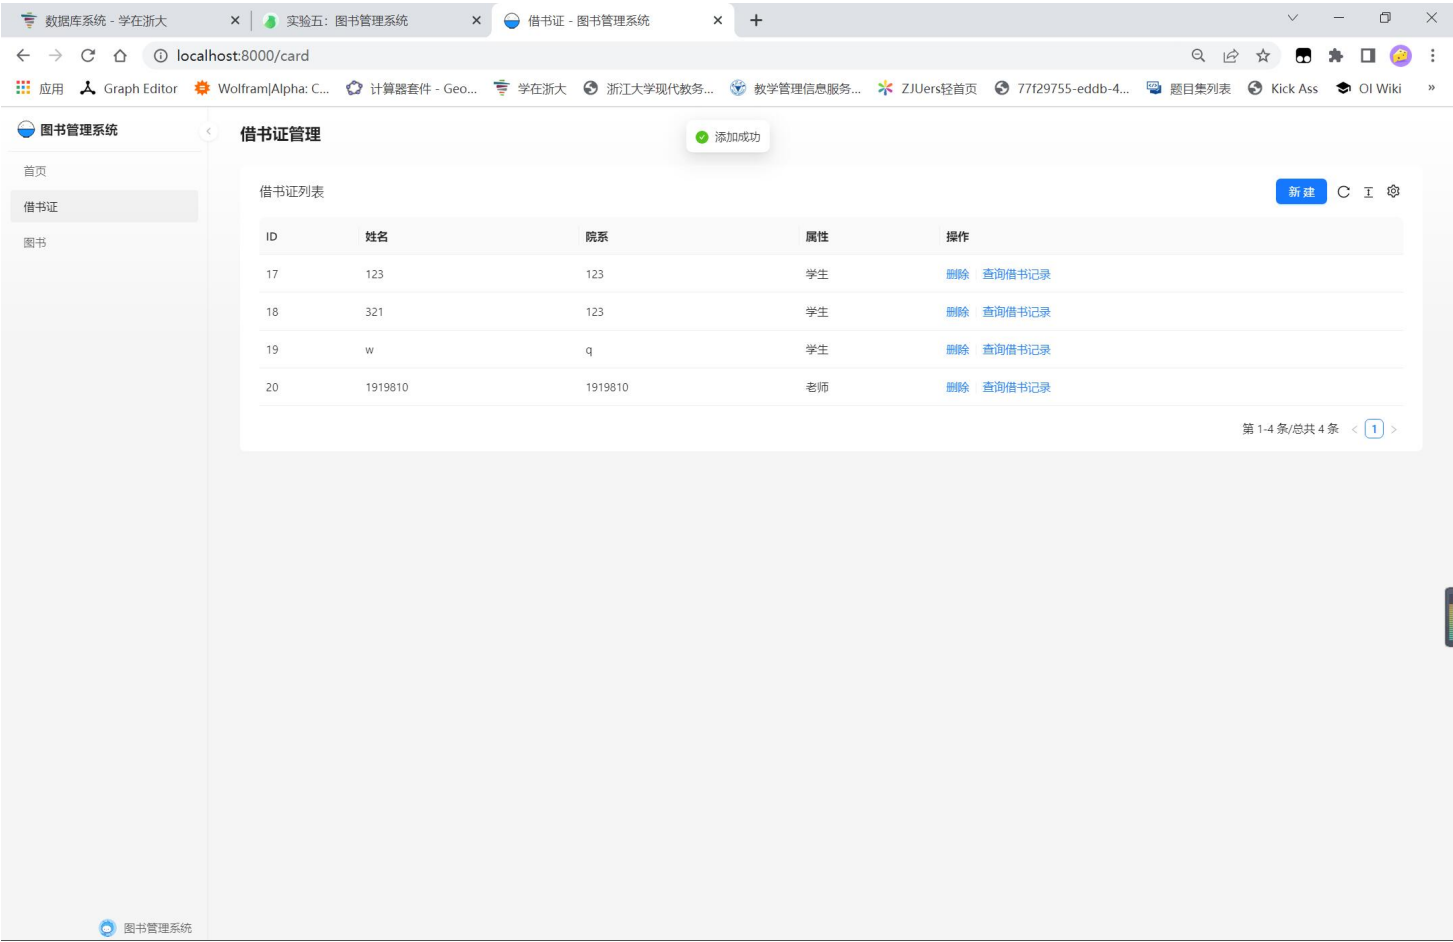 数据库系统 - 学在浙大
实验五：图书管理系统
借书证 - 图书管理系统
localhost:8000/card
应用 Graph Editor Wolfram|Alpha: C... 计算器套件 - Geo... 学在浙大 浙江大学现代教务... 教学管理信息服务... ZJUers轻首页 77f29755-eddb-4... 题目集列表 Kick Ass OI Wiki »
图书管理系统
首页
借书证
图书
借书证管理
添加成功
借书证列表
新 建
ID 姓名 院系 属性 操作
17 123 123 学生 删除 查询借书记录
18 321 123 学生 删除 查询借书记录
19 w q 学生 删除 查询借书记录
20 1919810 1919810 老师 删除 查询借书记录
第 1-4 条/总共 4 条 < 1 >
图书管理系统